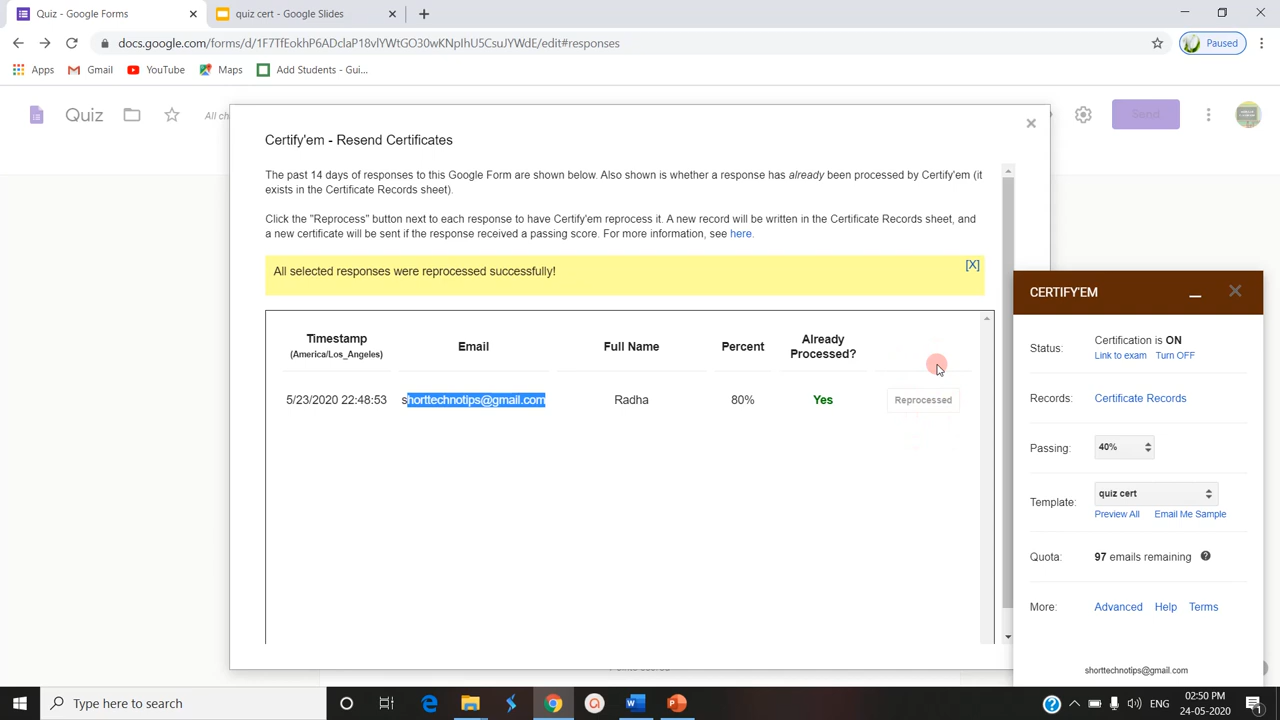 Quiz - Google Forms
quiz cert - Google Slides
docs.google.com/forms/d/1F7TfEokhP6ADclaP18vlYWtGO30wKNpIhU5CsuJYWdE/edit#responses
Paused
Apps
Gmail
YouTube
Maps
Add Students - Gui...
Quiz
All ch
Send
Certify'em - Resend Certificates
The past 14 days of responses to this Google Form are shown below. Also shown is whether a response has already been processed by Certify'em (it
exists in the Certificate Records sheet).
Click the "Reprocess" button next to each response to have Certify'em reprocess it. A new record will be written in the Certificate Records sheet, and
a new certificate will be sent if the response received a passing score. For more information, see here.
All selected responses were reprocessed successfully!
[X]
Timestamp
(America/Los_Angeles)
Email
Full Name
Percent
Already
Processed?
5/23/2020 22:48:53
shorttechnotips@gmail.com
Radha
80%
Yes
Reprocessed
CERTIFY'EM
Status:
Certification is ON
Link to exam
Turn OFF
Records:
Certificate Records
Passing:
40%
Template:
quiz cert
Preview All
Email Me Sample
Quota:
97 emails remaining
More:
Advanced
Help
Terms
shorttechnotips@gmail.com
Type here to search
ENG
02:50 PM
24-05-2020